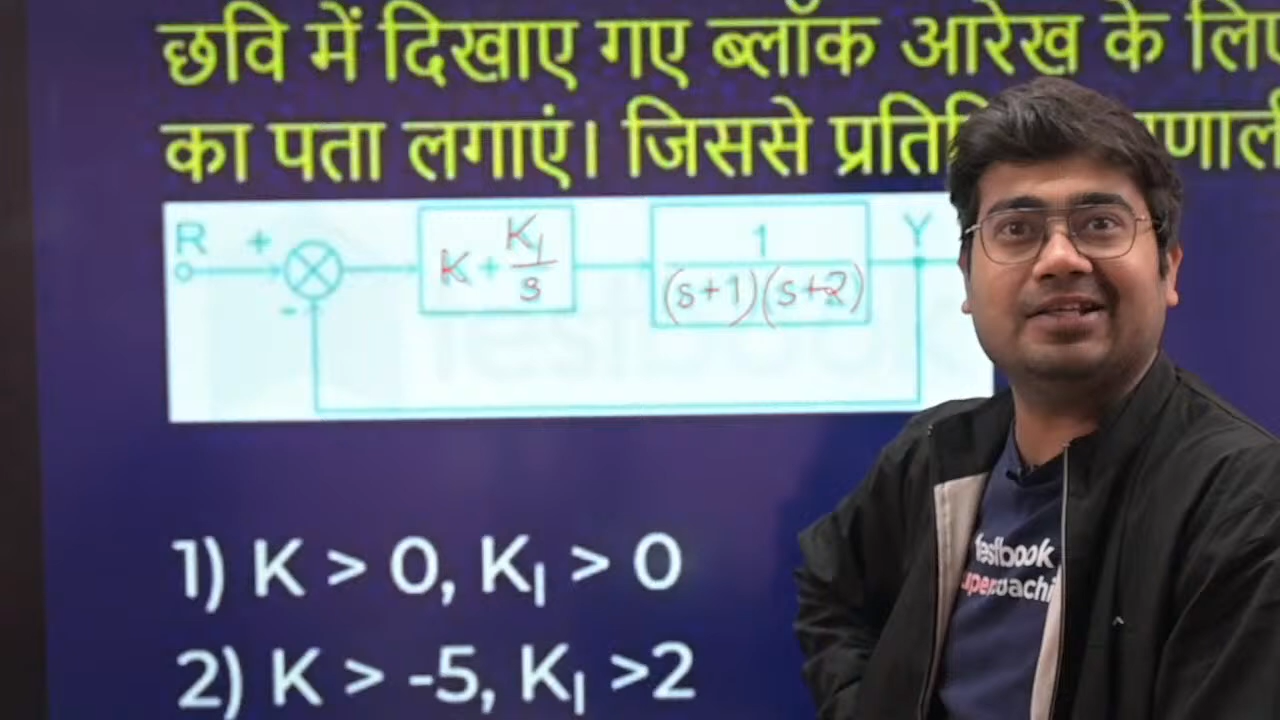 छवि में दिखाए गए ब्लॉक आरेख के
का पता लगाएं। जिससे
R + K + K_I/s 1/(s+1)(s+2) Y
-
testbook
1) K > 0, K_I > 0
2) K > -5, K_I >2
testbook